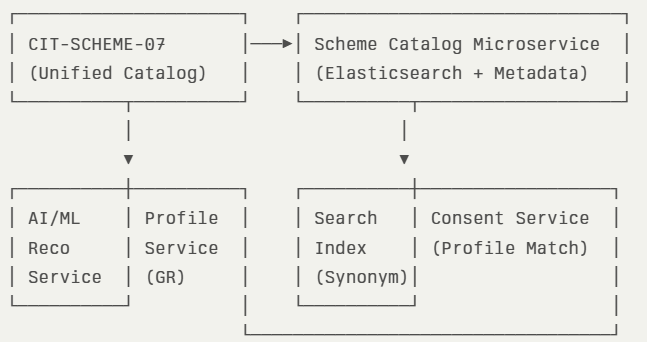 CIT-SCHEME-07
(Unified Catalog)
Scheme Catalog Microservice
(Elasticsearch + Metadata)
AI/ML
Reco
Service
Profile
Service
(GR)
Search
Index
(Synonym)
Consent Service
(Profile Match)